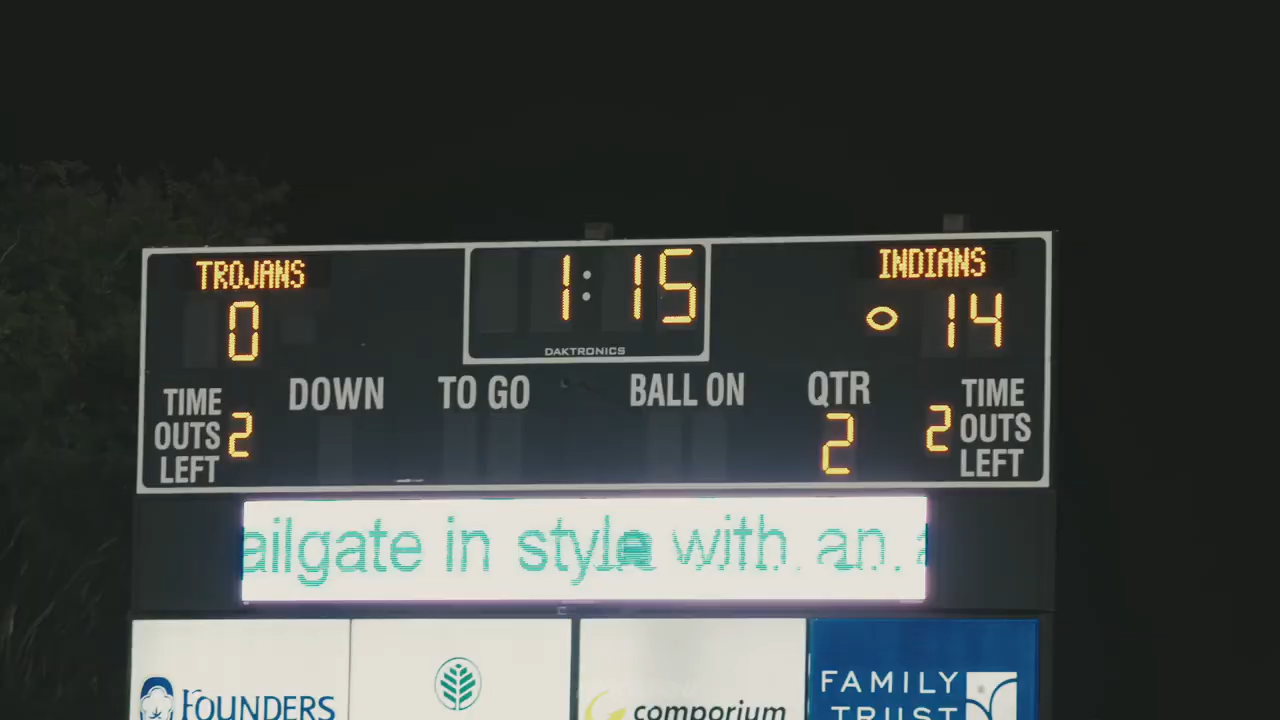 TROJANS
0
1:15
INDIANS
14
DAKTRONICS
TIME
OUTS
LEFT
2
DOWN
TO GO
BALL ON
QTR
2
2
TIME
OUTS
LEFT
ailgate in style with an
FOUNDERS
comporium
FAMILY
TRUST